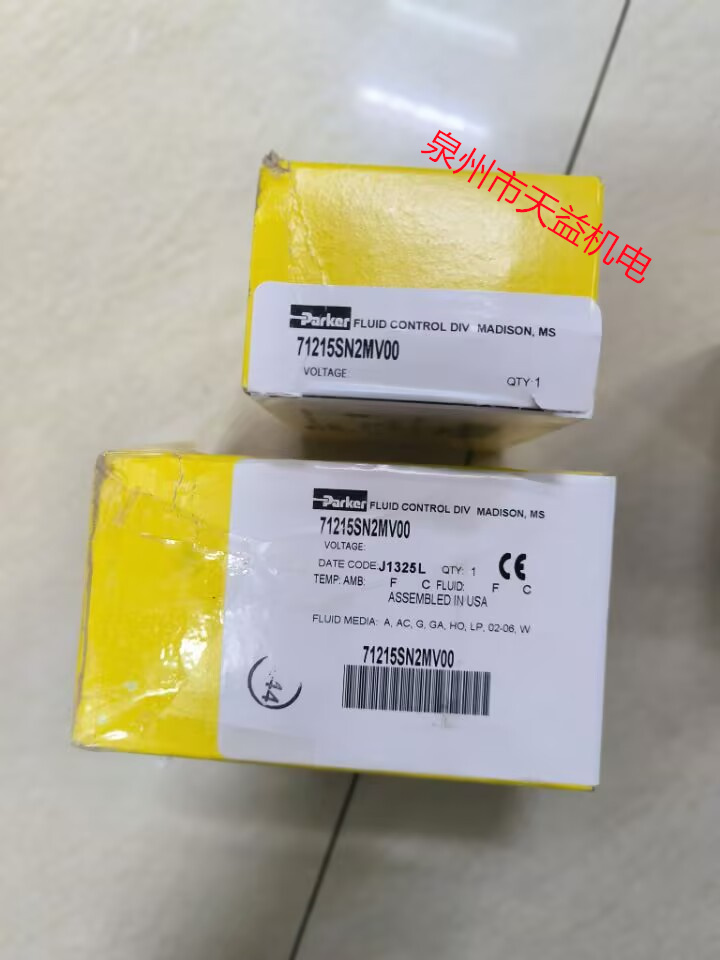 泉州市天益机电
Parker FLUID CONTROL DIV MADISON, MS
71215SN2MV00
VOLTAGE
QTY 1
Parker FLUID CONTROL DIV MADISON, MS
71215SN2MV00
VOLTAGE:
DATE CODE: J1325L QTY: 1 CE
TEMP. AMB: F C FLUID: F C
ASSEMBLED IN USA
FLUID MEDIA: A, AC, G, GA, HO, LP, 02-06, W
71215SN2MV00
44